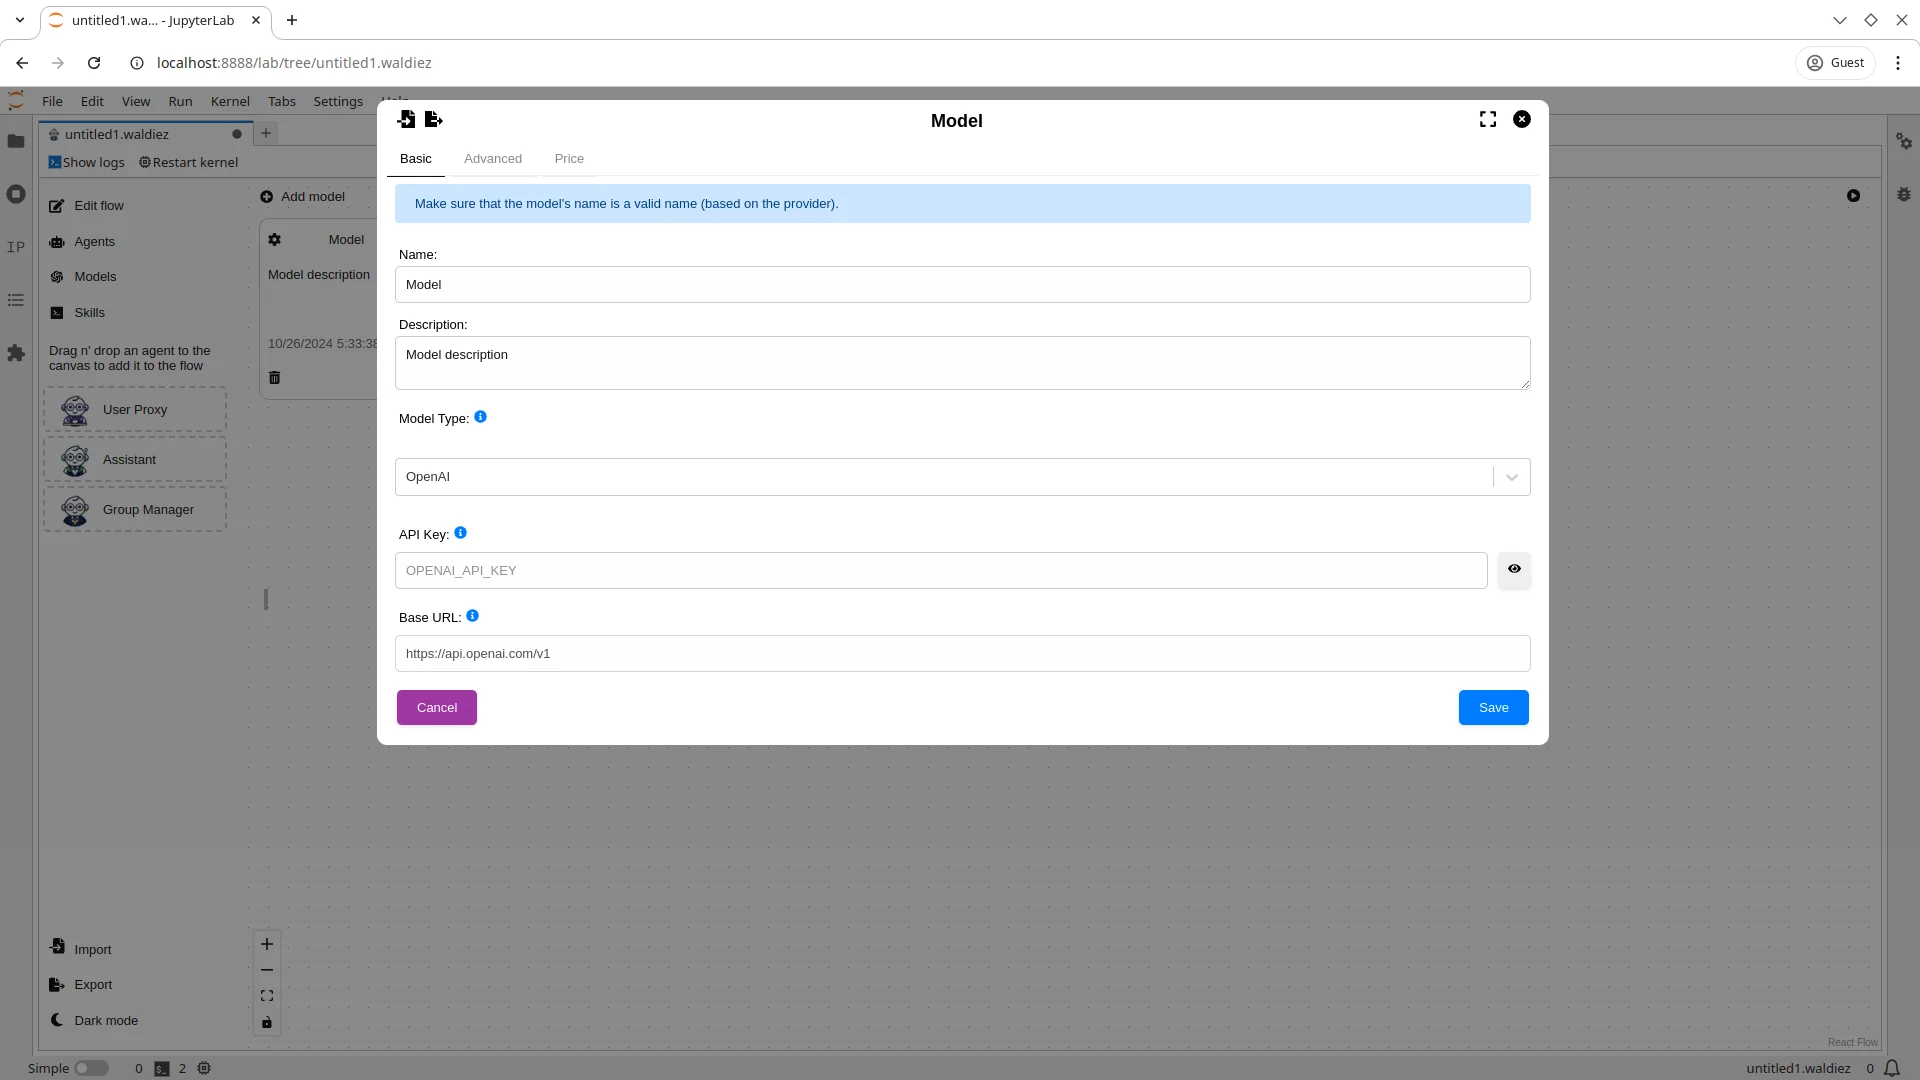 untitled1.wa... - JupyterLab
localhost:8888/lab/tree/untitled1.waldiez
Guest
File Edit View Run Kernel Tabs Settings Help
untitled1.waldiez
Show logs Restart kernel
Edit flow
Agents
Models
Skills
Drag n' drop an agent to the
canvas to add it to the flow
User Proxy
Assistant
Group Manager
Import
Export
Dark mode
IP
Add model
Model
Model description
10/26/2024 5:33:38
Model
Basic Advanced Price
Make sure that the model's name is a valid name (based on the provider).
Name:
Model
Description:
Model description
Model Type:
OpenAI
API Key:
OPENAI_API_KEY
Base URL:
https://api.openai.com/v1
Cancel Save
React Flow
Simple 0 2 untitled1.waldiez 0